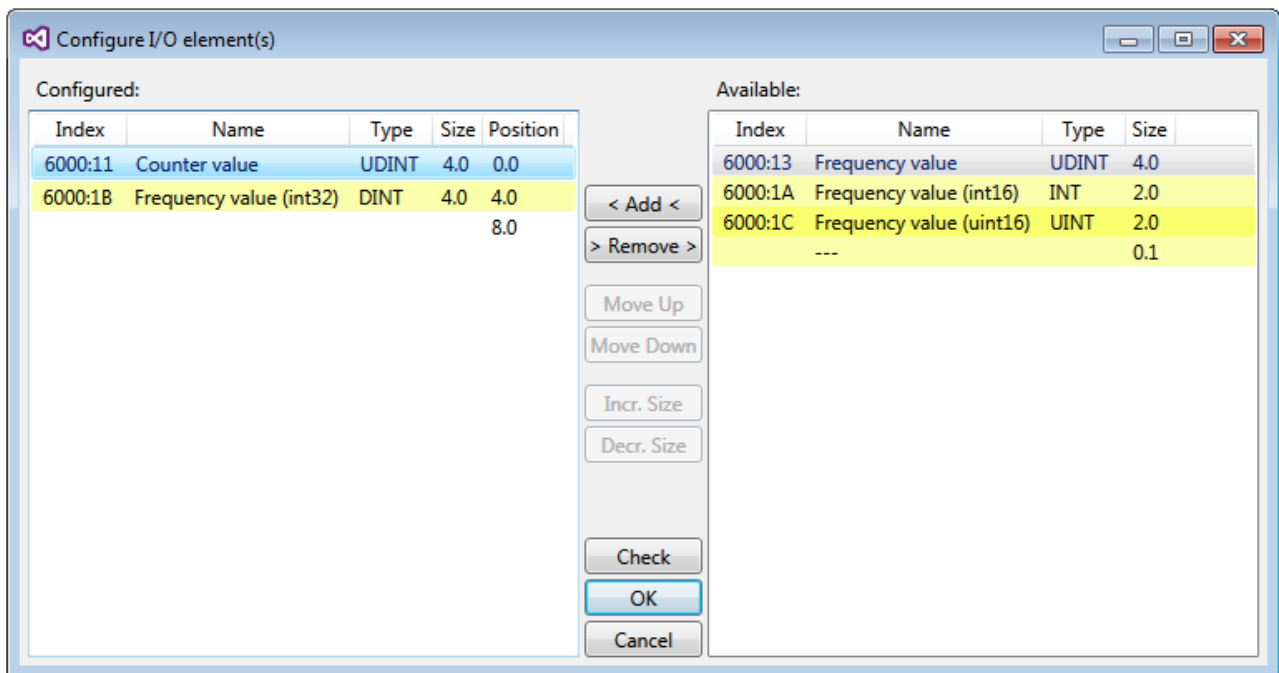 Configure I/O element(s)
Configured:
Index Name Type Size Position
6000:11 Counter value UDINT 4.0 0.0
6000:1B Frequency value (int32) DINT 4.0 4.0
8.0
< Add <
> Remove >
Move Up
Move Down
Incr. Size
Decr. Size
Check
OK
Cancel
Available:
Index Name Type Size
6000:13 Frequency value UDINT 4.0
6000:1A Frequency value (int16) INT 2.0
6000:1C Frequency value (uint16) UINT 2.0
--- 0.1